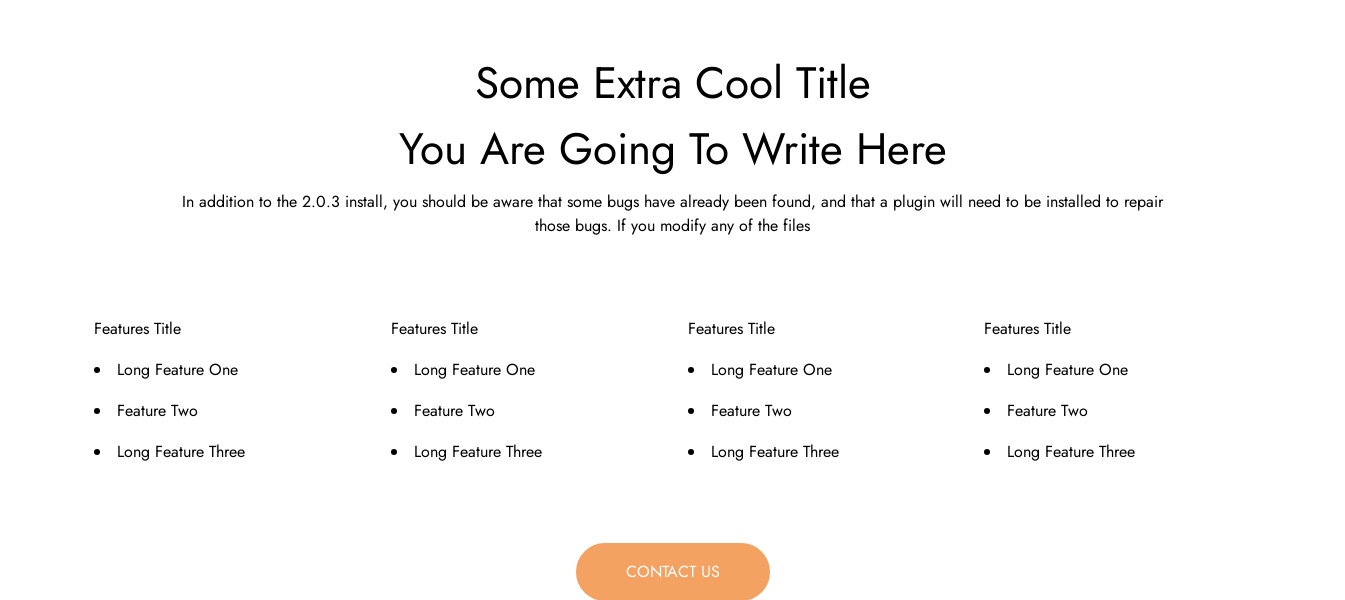 Some Extra Cool Title
You Are Going To Write Here
In addition to the 2.0.3 install, you should be aware that some bugs have already been found, and that a plugin will need to be installed to repair
those bugs. If you modify any of the files
Features Title
Long Feature One
Feature Two
Long Feature Three
Features Title
Long Feature One
Feature Two
Long Feature Three
Features Title
Long Feature One
Feature Two
Long Feature Three
Features Title
Long Feature One
Feature Two
Long Feature Three
CONTACT US